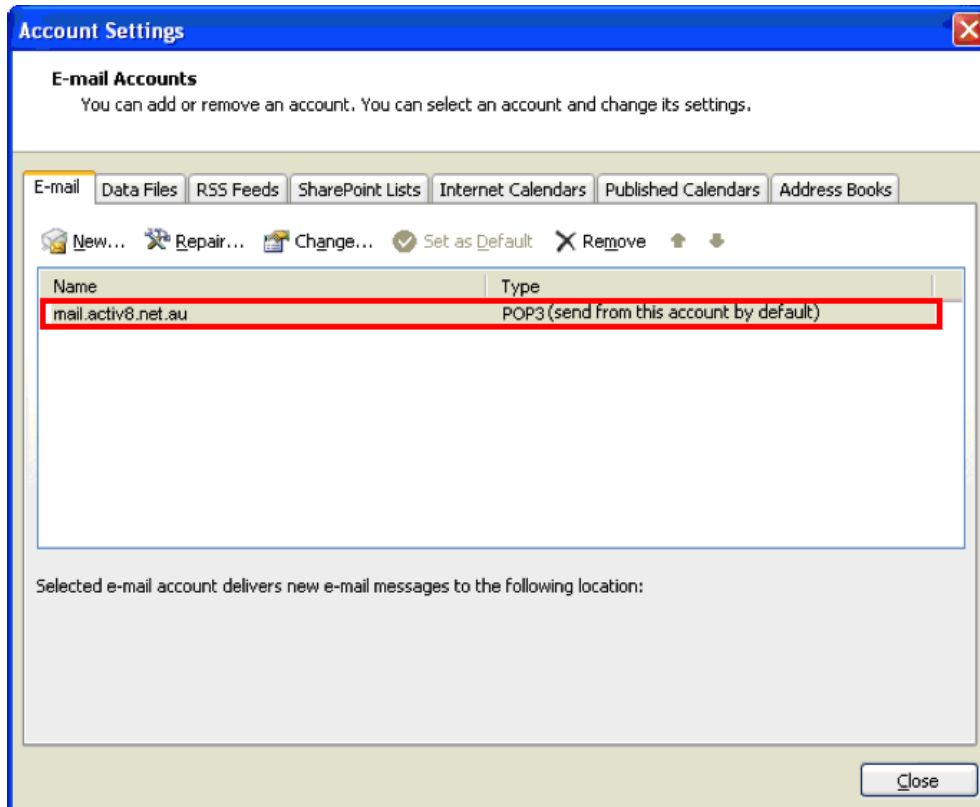 Account Settings
E-mail Accounts
You can add or remove an account. You can select an account and change its settings.
E-mail Data Files RSS Feeds SharePoint Lists Internet Calendars Published Calendars Address Books
New... Repair... Change... Set as Default Remove
Name Type
mail.activ8.net.au POP3 (send from this account by default)
Selected e-mail account delivers new e-mail messages to the following location:
Close